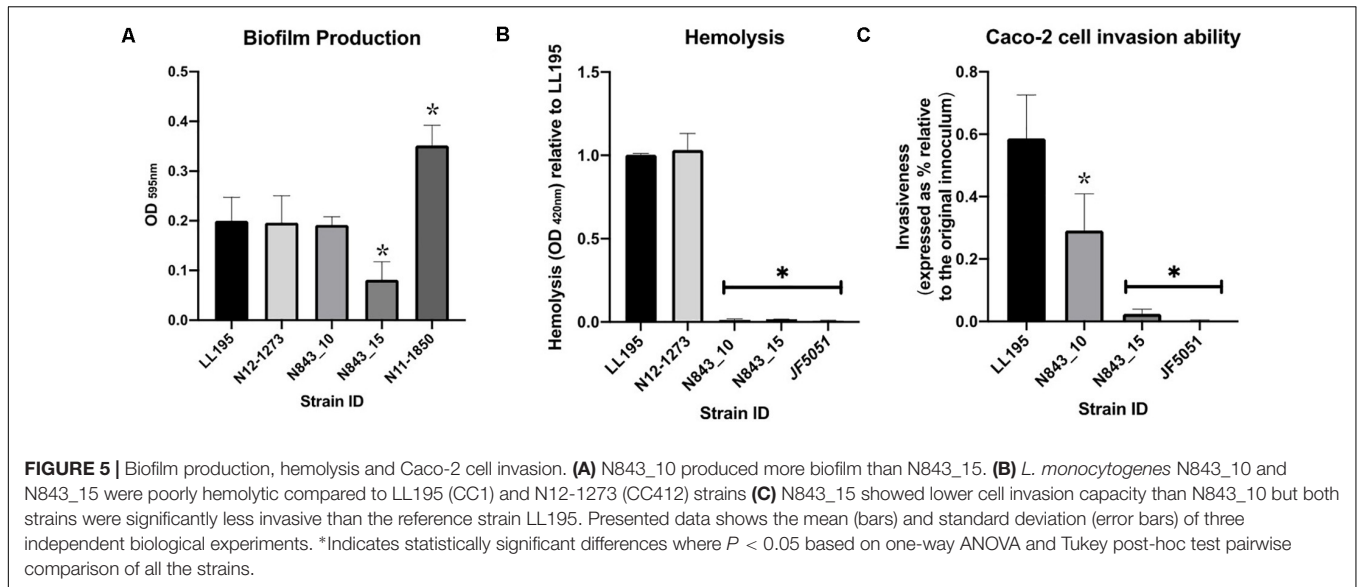 A
Biofilm Production
OD 595nm
0.5
0.4
0.3
0.2
0.1
0.0
*
*
LL195
N12-1273
N843_10
N843_15
N11-1850
Strain ID
B
Hemolysis
Hemolysis (OD 420nm) relative to LL195
1.5
1.0
0.5
0.0
*
LL195
N12-1273
N843_10
N843_15
JF5051
Strain ID
C
Caco-2 cell invasion ability
Invasiveness
(expressed as % relative
to the original inoculum)
0.8
0.6
0.4
0.2
0.0
*
*
LL195
N843_10
N843_15
JF5051
Strain ID
FIGURE 5 | Biofilm production, hemolysis and Caco-2 cell invasion. (A) N843_10 produced more biofilm than N843_15. (B) L. monocytogenes N843_10 and
N843_15 were poorly hemolytic compared to LL195 (CC1) and N12-1273 (CC412) strains (C) N843_15 showed lower cell invasion capacity than N843_10 but both
strains were significantly less invasive than the reference strain LL195. Presented data shows the mean (bars) and standard deviation (error bars) of three
independent biological experiments. *Indicates statistically significant differences where P < 0.05 based on one-way ANOVA and Tukey post-hoc test pairwise
comparison of all the strains.